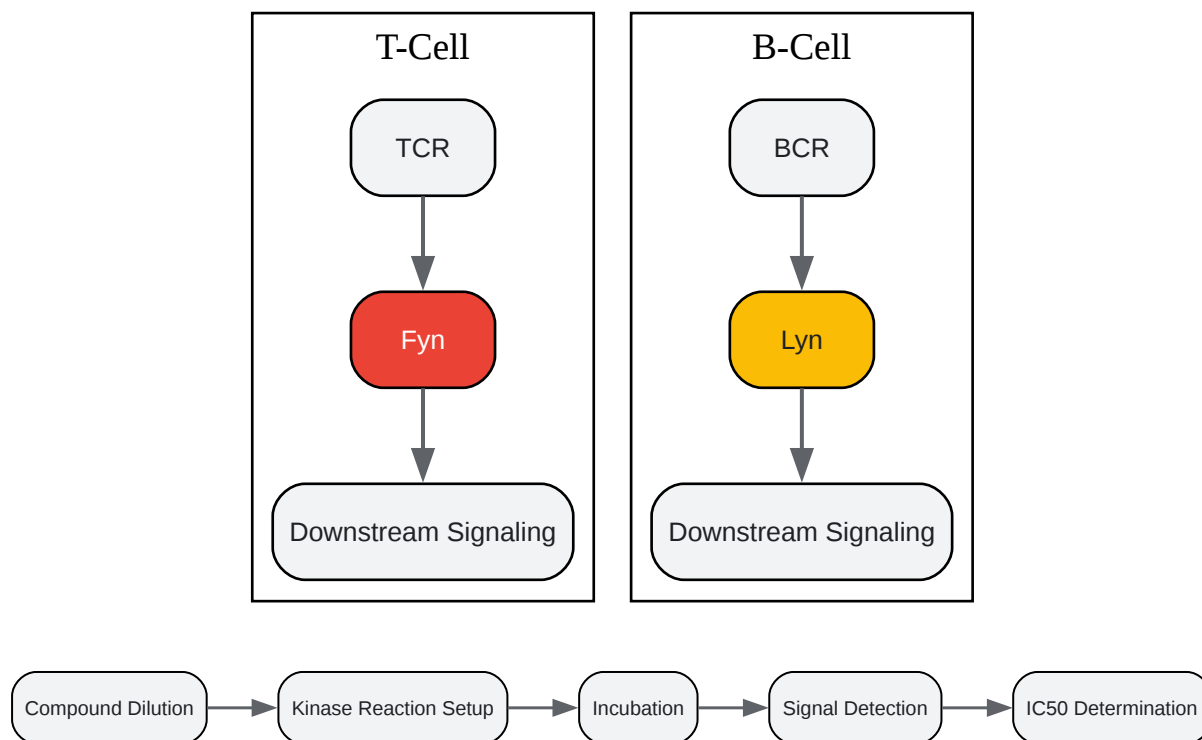 T-Cell
TCR
Fyn
Downstream Signaling
B-Cell
BCR
Lyn
Downstream Signaling
Compound Dilution
Kinase Reaction Setup
Incubation
Signal Detection
IC50 Determination